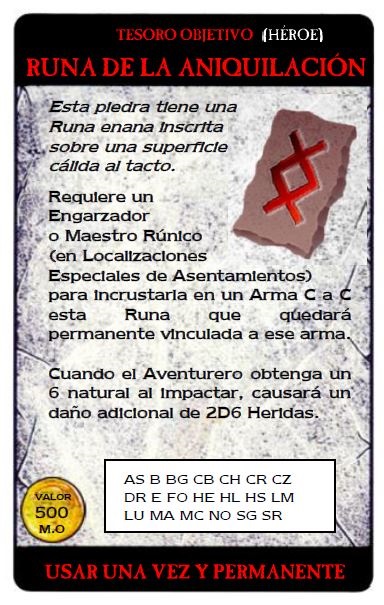 TESORO OBJETIVO (HÉROE)
RUNA DE LA ANIQUILACIÓN
Esta piedra tiene una
Runa enana inscrita
sobre una superficie
cálida al tacto.
Requiere un
Engarzador
o Maestro Rúnico
(en Localizaciones
Especiales de Asentamientos)
para incrustarla en un Arma C a C
esta Runa que quedará
permanente vinculada a ese arma.
Cuando el Aventurero obtenga un
6 natural al impactar, causará un
daño adicional de 2D6 Heridas.
AS B BG CB CH CR CZ
DR E FO HE HL HS LM
LU MA MC NO SG SR
VALOR
500
M.O
USAR UNA VEZ Y PERMANENTE